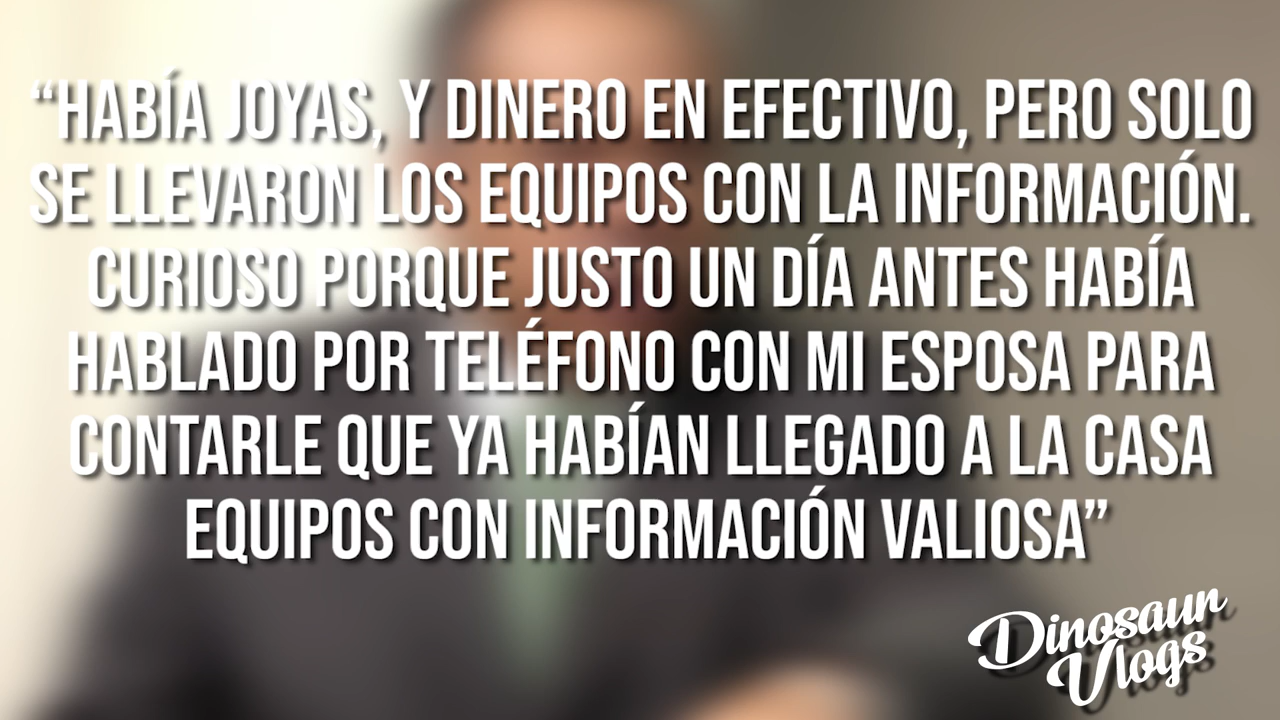 “HABÍA JOYAS, Y DINERO EN EFECTIVO, PERO SOLO
SE LLEVARON LOS EQUIPOS CON LA INFORMACIÓN.
CURIOSO PORQUE JUSTO UN DÍA ANTES HABÍA
HABLADO POR TELÉFONO CON MI ESPOSA PARA
CONTARLE QUE YA HABÍAN LLEGADO A LA CASA
EQUIPOS CON INFORMACIÓN VALIOSA”
Dinosaur
Vlogs